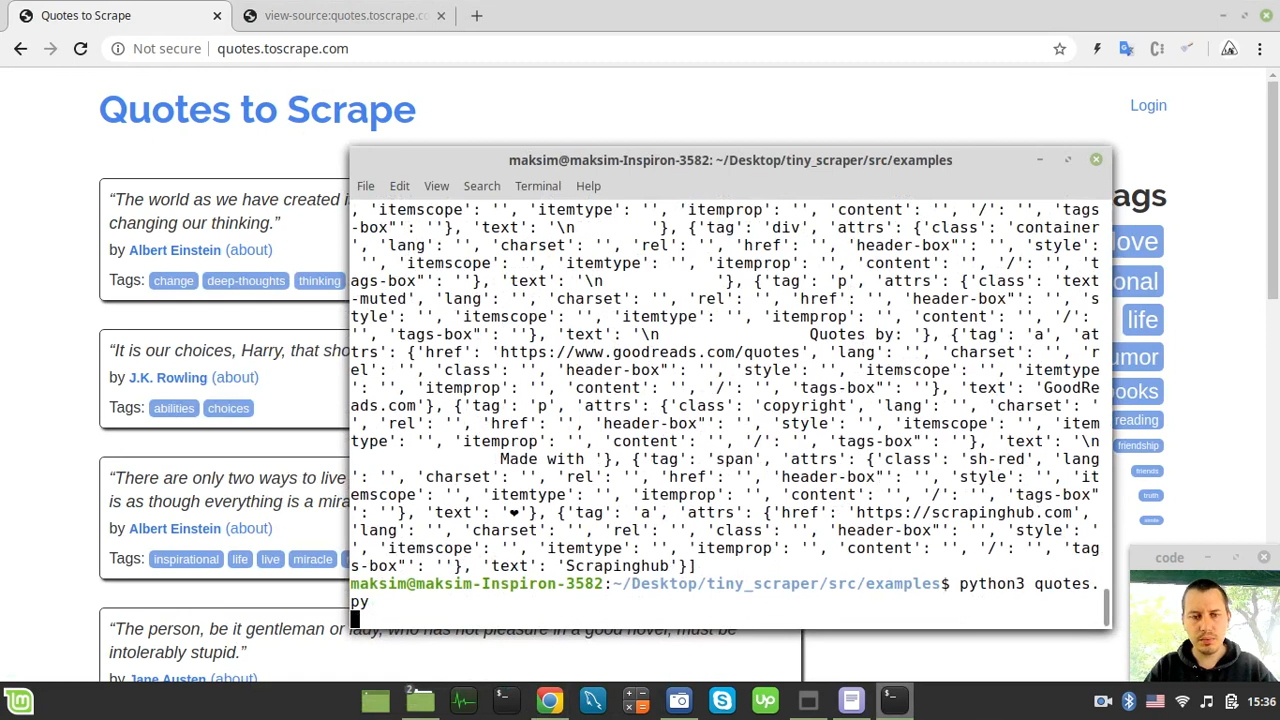 Quotes to Scrape
view-source:quotes.toscrape.co
Not secure
quotes.toscrape.com
Quotes to Scrape
Login
“The world as we have created i
changing our thinking.”
by Albert Einstein (about)
Tags: change deep-thoughts thinking
“It is our choices, Harry, that sho
by J.K. Rowling (about)
Tags: abilities choices
“There are only two ways to live
is as though everything is a mira
by Albert Einstein (about)
Tags: inspirational life live miracle
“The person, be it gentleman or lady, who has not pleasure in a good novel, must be
intolerably stupid.”
by Jane Austen (about)
maksim@maksim-Inspiron-3582: ~/Desktop/tiny_scraper/src/examples
File Edit View Search Terminal Help
, 'itemscope': '', 'itemtype': '', 'itemprop': '', 'content': '', '/': '', 'tags
-box"': ''}, 'text': '\n        '}, {'tag': 'div', 'attrs': {'class': 'container
', 'lang': '', 'charset': '', 'rel': '', 'href': '', 'header-box"': '', 'style':
'', 'itemscope': '', 'itemtype': '', 'itemprop': '', 'content': '', '/': '', 't
ags-box"': ''}, 'text': '\n            '}, {'tag': 'p', 'attrs': {'class': 'text
-muted', 'lang': '', 'charset': '', 'rel': '', 'href': '', 'header-box"': '', 's
tyle': '', 'itemscope': '', 'itemtype': '', 'itemprop': '', 'content': '', '/':
'', 'tags-box"': ''}, 'text': '\n                Quotes by: '}, {'tag': 'a', 'at
trs': {'href': 'https://www.goodreads.com/quotes', 'lang': '', 'charset': '', 'r
el': '', 'class': '', 'header-box"': '', 'style': '', 'itemscope': '', 'itemtype
': '', 'itemprop': '', 'content': '', '/': '', 'tags-box"': ''}, 'text': 'GoodRe
ads.com'}, {'tag': 'p', 'attrs': {'class': 'copyright', 'lang': '', 'charset': '
', 'rel': '', 'href': '', 'header-box"': '', 'style': '', 'itemscope': '', 'item
type': '', 'itemprop': '', 'content': '', '/': '', 'tags-box"': ''}, 'text': '\n
                Made with '}, {'tag': 'span', 'attrs': {'class': 'sh-red', 'lang
': '', 'charset': '', 'rel': '', 'href': '', 'header-box"': '', 'style': '', 'it
emscope': '', 'itemtype': '', 'itemprop': '', 'content': '', '/': '', 'tags-box"
': ''}, 'text': '❤'}, {'tag': 'a', 'attrs': {'href': 'https://scrapinghub.com',
'lang': '', 'charset': '', 'rel': '', 'class': '', 'header-box"': '', 'style': '
', 'itemscope': '', 'itemtype': '', 'itemprop': '', 'content': '', '/': '', 'tag
s-box"': ''}, 'text': 'Scrapinghub'}]
maksim@maksim-Inspiron-3582:~/Desktop/tiny_scraper/src/examples$ python3 quotes.
py
ags
love
onal
life
umor
ooks
reading
friendship
friends
truth
simile
code
2
15:36